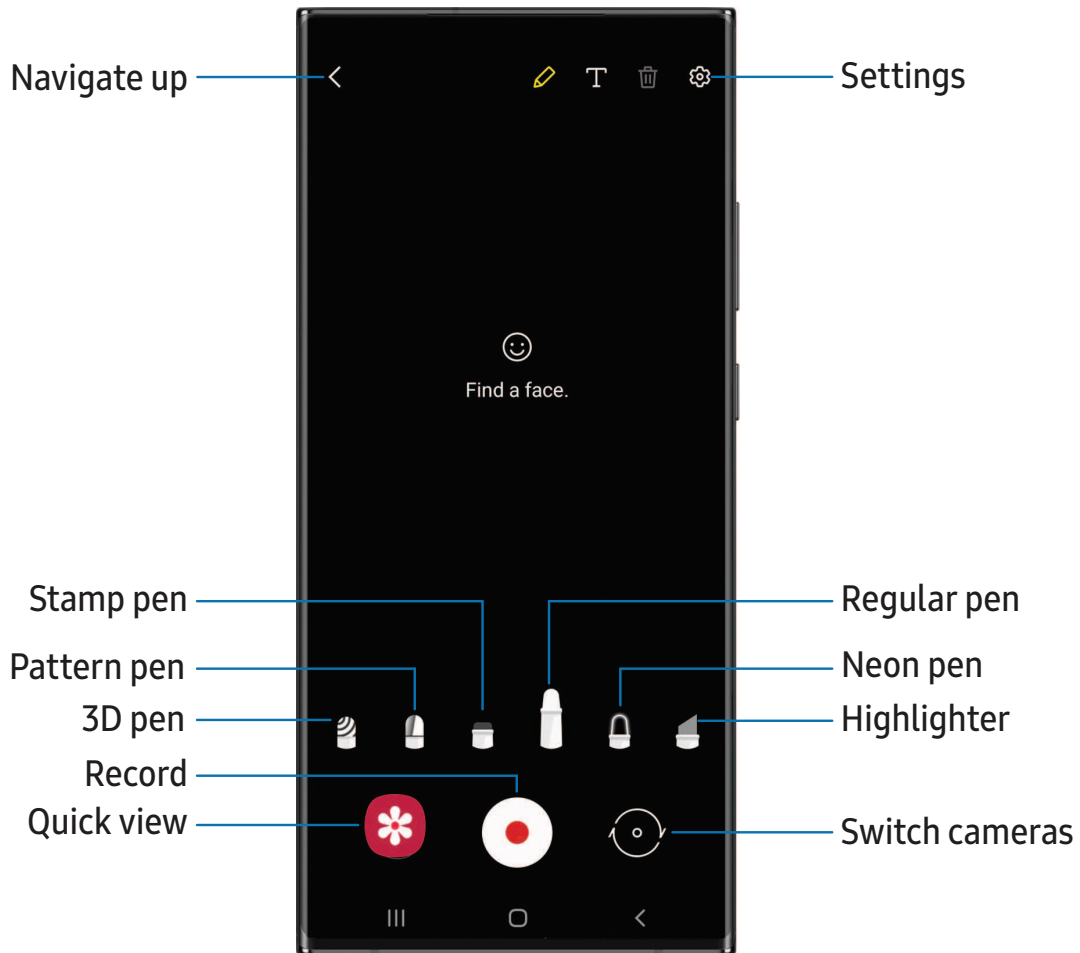 Navigate up
T
Settings
Find a face.
Stamp pen
Regular pen
Pattern pen
Neon pen
3D pen
Highlighter
Record
Quick view
Switch cameras